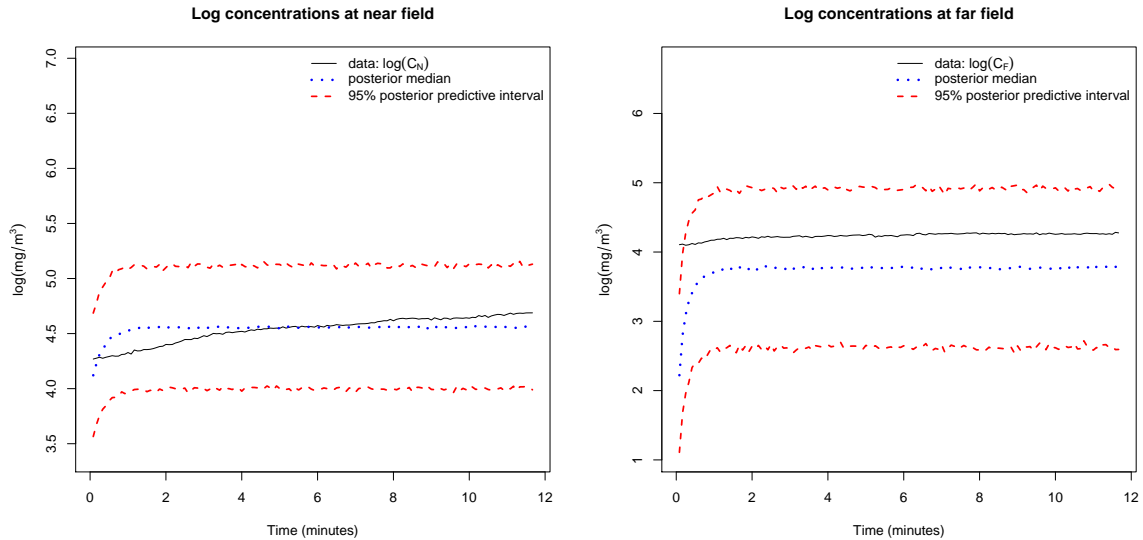 Log concentrations at near field
data: log(C_N)
posterior median
95% posterior predictive interval
log(mg/m³)
7.0
6.5
6.0
5.5
5.0
4.5
4.0
3.5
0 2 4 6 8 10 12
Time (minutes)
Log concentrations at far field
data: log(C_F)
posterior median
95% posterior predictive interval
log(mg/m³)
6
5
4
3
2
1
0 2 4 6 8 10 12
Time (minutes)